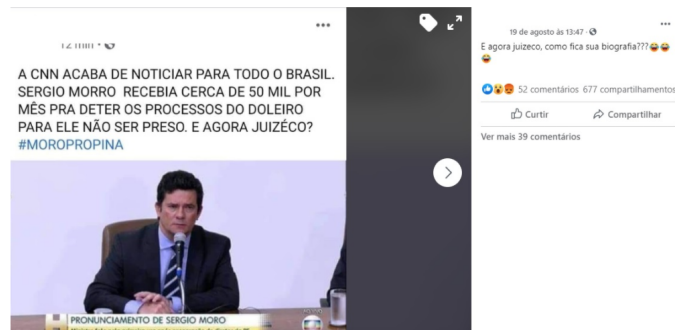 12 min
A CNN ACABA DE NOTICIAR PARA TODO O BRASIL.
SERGIO MORRO RECEBIA CERCA DE 50 MIL POR
MÊS PRA DETER OS PROCESSOS DO DOLEIRO
PARA ELE NÃO SER PRESO. E AGORA JUIZÉCO?
#MOROPROPINA
PRONUNCIAMENTO DE SERGIO MORO
19 de agosto às 13:47 ·
E agora juizeco, como fica sua biografia???😂😂
😂
52 comentários 677 compartilhamentos
Curtir Compartilhar
Ver mais 39 comentários